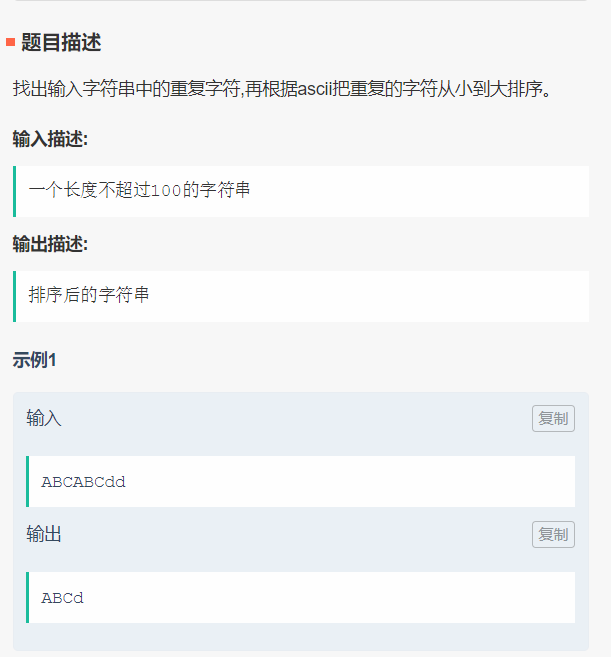 题目描述
找出输入字符串中的重复字符,再根据ascii把重复的字符从小到大排序。
输入描述:
一个长度不超过100的字符串
输出描述:
排序后的字符串
示例1
输入
复制
ABCABCdd
输出
复制
ABCd